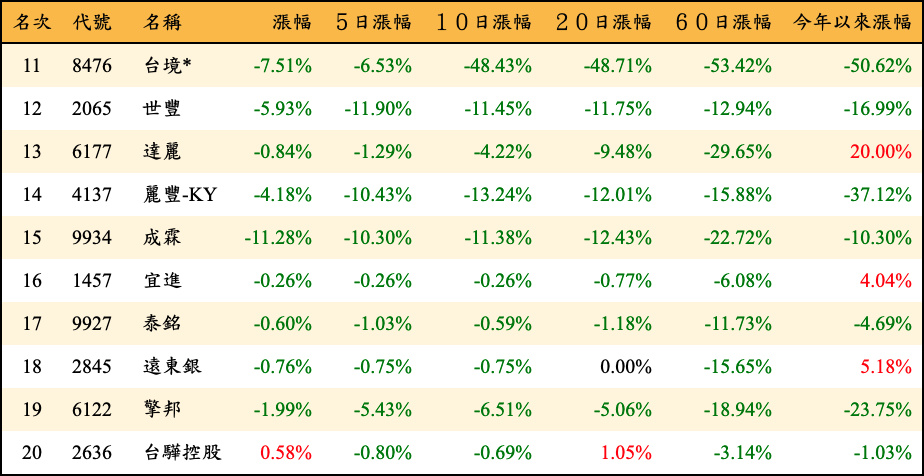 名次 代號 名稱 漲幅 ５日漲幅 １０日漲幅 ２０日漲幅 ６０日漲幅 今年以來漲幅
11 8476 台境* -7.51% -6.53% -48.43% -48.71% -53.42% -50.62%
12 2065 世豐 -5.93% -11.90% -11.45% -11.75% -12.94% -16.99%
13 6177 達麗 -0.84% -1.29% -4.22% -9.48% -29.65% 20.00%
14 4137 麗豐-KY -4.18% -10.43% -13.24% -12.01% -15.88% -37.12%
15 9934 成霖 -11.28% -10.30% -11.38% -12.43% -22.72% -10.30%
16 1457 宜進 -0.26% -0.26% -0.26% -0.77% -6.08% 4.04%
17 9927 泰銘 -0.60% -1.03% -0.59% -1.18% -11.73% -4.69%
18 2845 遠東銀 -0.76% -0.75% -0.75% 0.00% -15.65% 5.18%
19 6122 擎邦 -1.99% -5.43% -6.51% -5.06% -18.94% -23.75%
20 2636 台驊控股 0.58% -0.80% -0.69% 1.05% -3.14% -1.03%